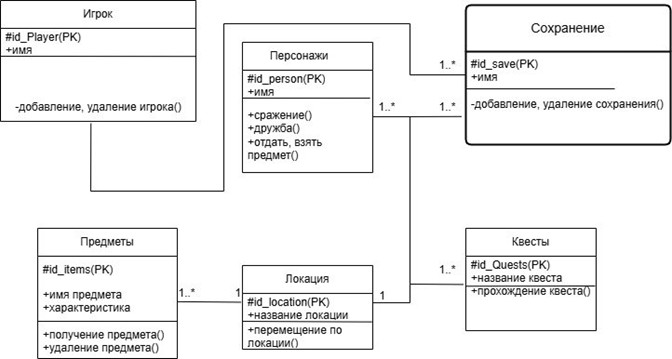 Игрок
#id_Player(PK)
+имя
-добавление, удаление игрока()
Персонажи
#id_person(PK)
+имя
+сражение()
+дружба()
+отдать, взять
предмет()
Сохранение
#id_save(PK)
+имя
-добавление, удаление сохранения()
1..*
1..*
1..*
Предметы
#id_items(PK)
+имя предмета
+характеристика
+получение предмета()
+удаление предмета()
1..*
1
Локация
#id_location(PK)
+название локации
+перемещение по
локации()
1
1..*
Квесты
#id_Quests(PK)
+название квеста
+прохождение квеста()